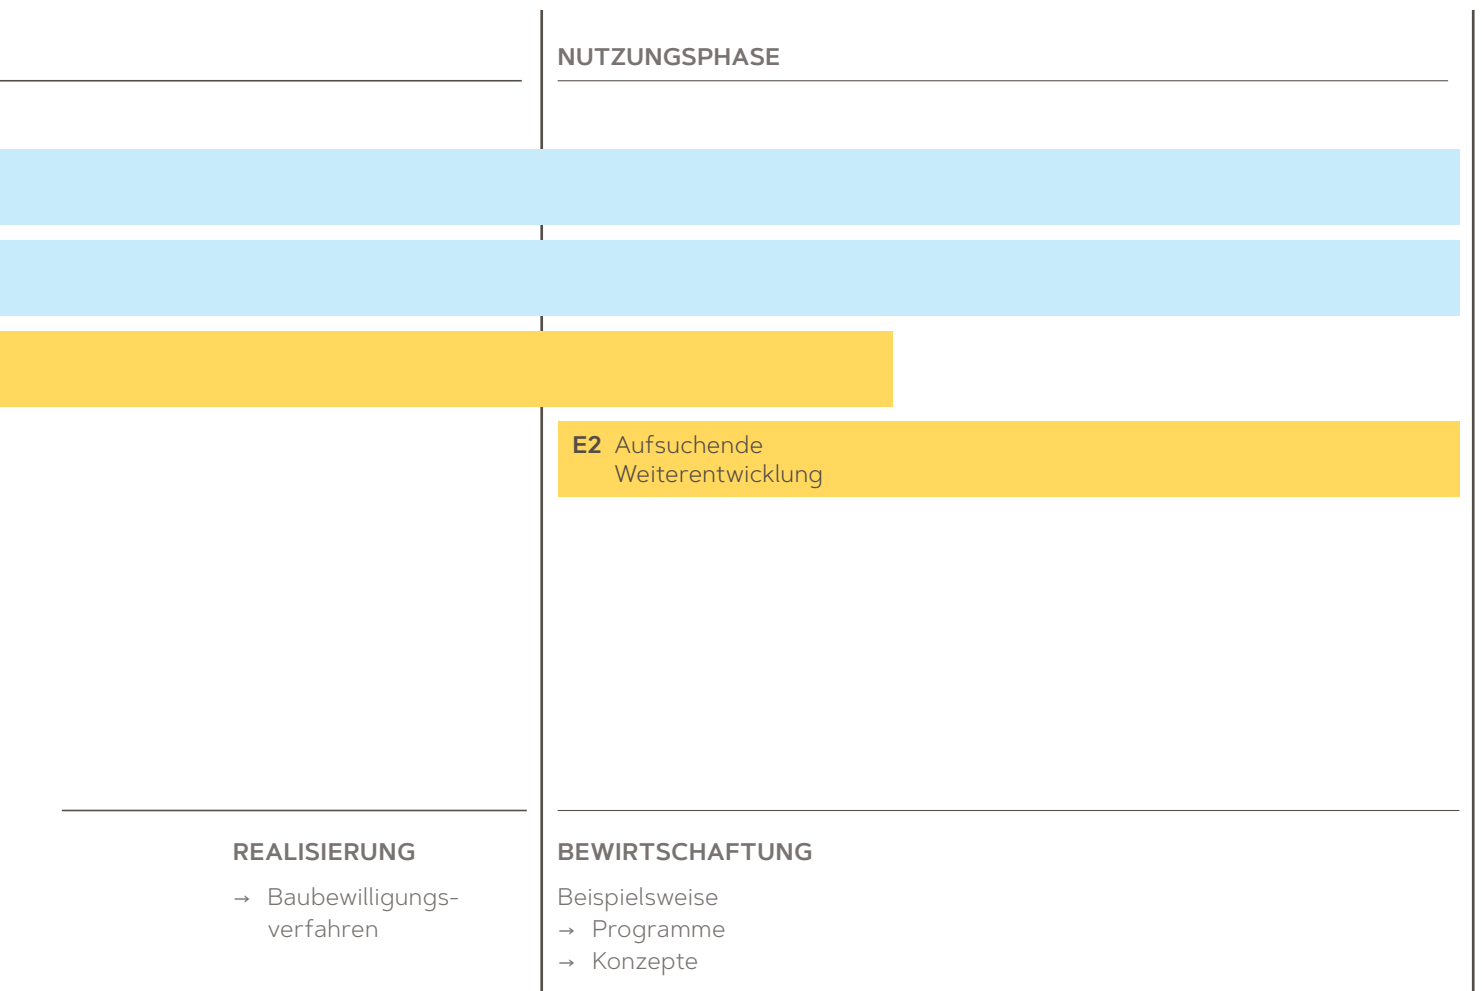 NUTZUNGSPHASE
E2 Aufsuchende
Weiterentwicklung
REALISIERUNG
→ Baubewilligungs-
verfahren
BEWIRTSCHAFTUNG
Beispielsweise
→ Programme
→ Konzepte